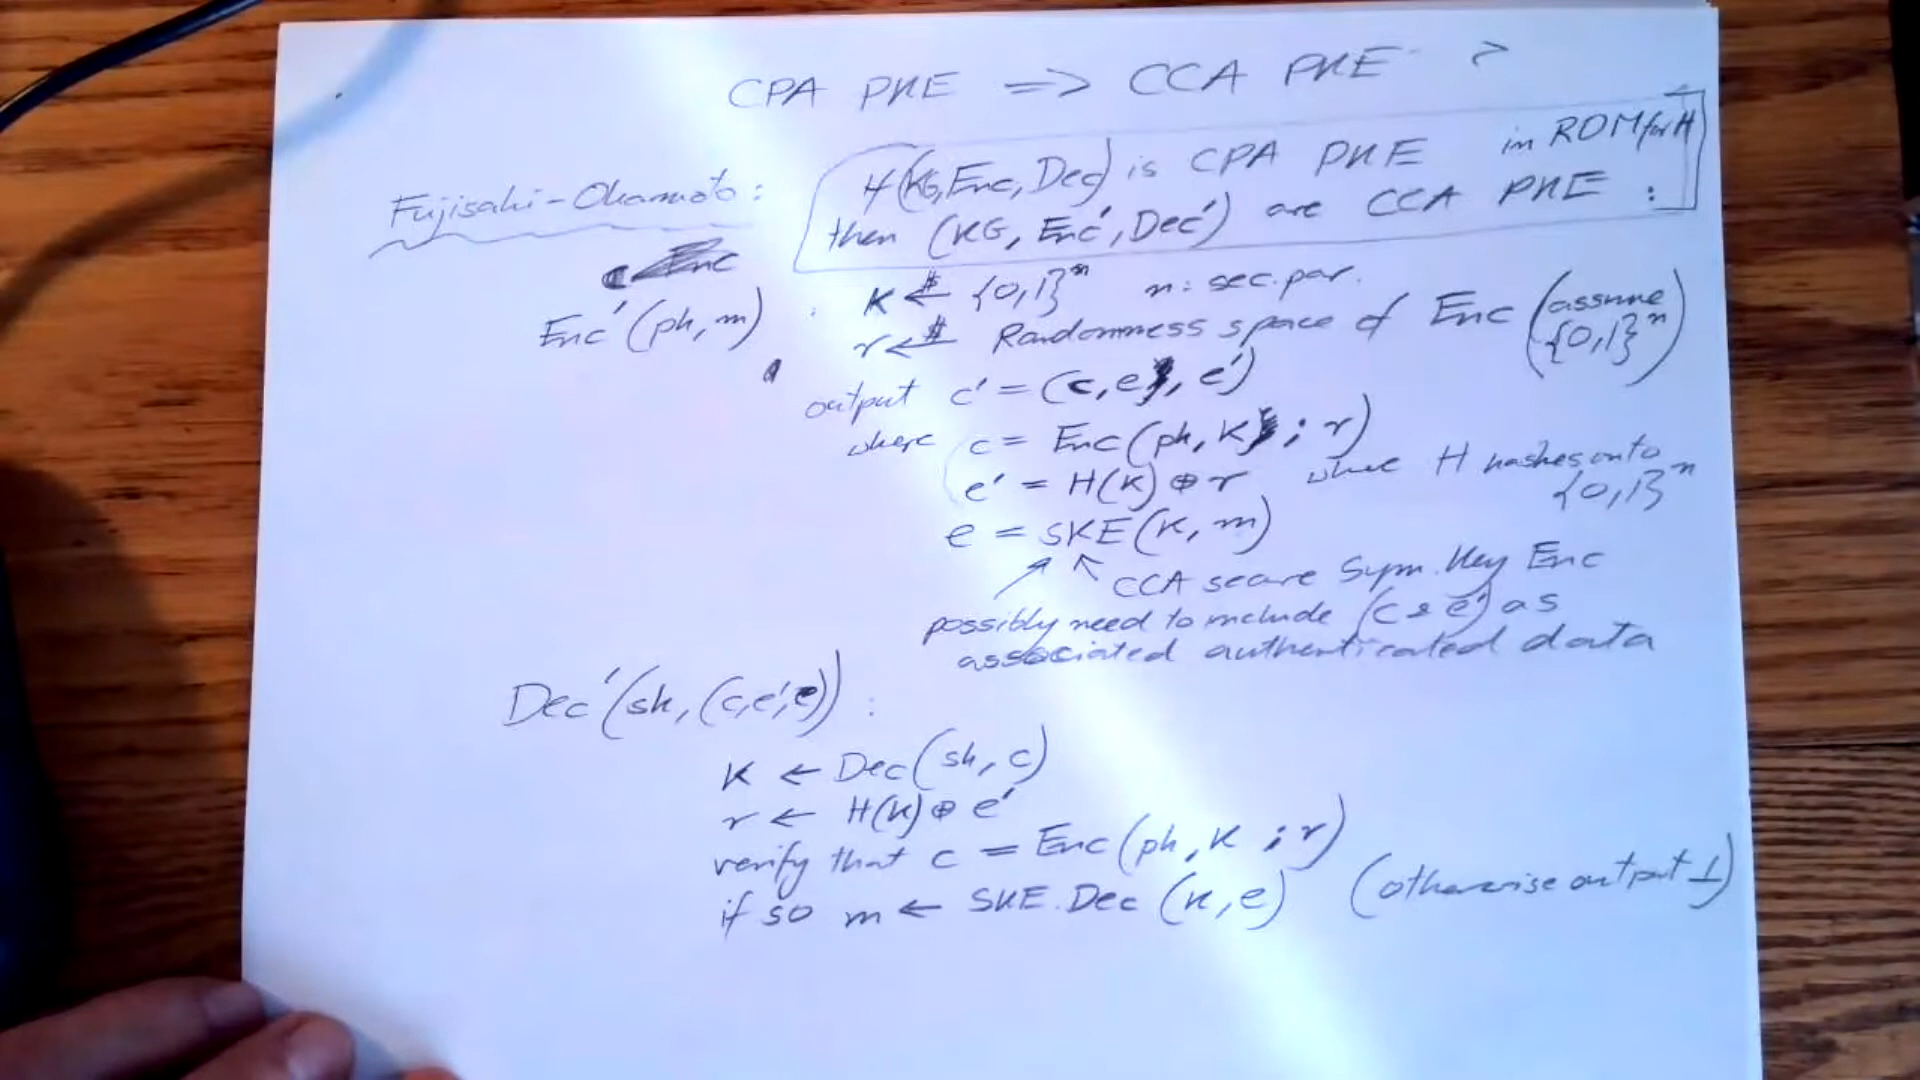 CPA PKE => CCA PKE ?
Fujisaki-Okamoto: If (KG, Enc, Dec) is CPA PKE in ROM for H
then (KG, Enc', Dec') are CCA PKE :
Enc
Enc'(pk, m) : K <-$ {0,1}^n n: sec. par.
r <-$ Randomness space of Enc (assume {0,1}^n)
output c' = (c, e, e')
where c = Enc(pk, K ; r)
e' = H(K) ⊕ r where H hashes onto {0,1}^n
e = SKE(K, m)
CCA secure Sym. Key Enc
possibly need to include (c & e') as
associated authenticated data
Dec'(sk, (c, e', e)) :
K ← Dec(sk, c)
r ← H(K) ⊕ e'
verify that c = Enc(pk, K ; r)
if so m ← SKE.Dec(K, e) (otherwise output ⊥)